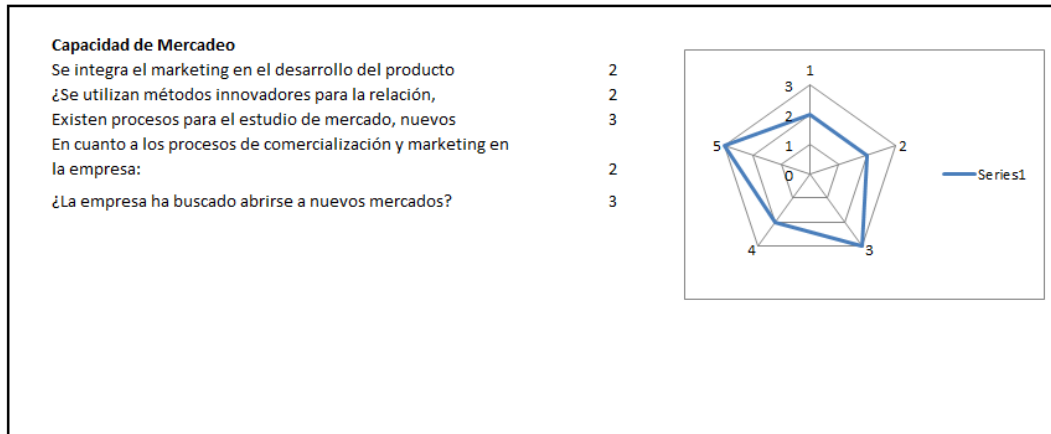 Capacidad de Mercadeo
Se integra el marketing en el desarrollo del producto 2
¿Se utilizan métodos innovadores para la relación, 2
Existen procesos para el estudio de mercado, nuevos 3
En cuanto a los procesos de comercialización y marketing en
la empresa: 2
¿La empresa ha buscado abrirse a nuevos mercados? 3
1
3
2
1
0
2
3
4
5
Series1